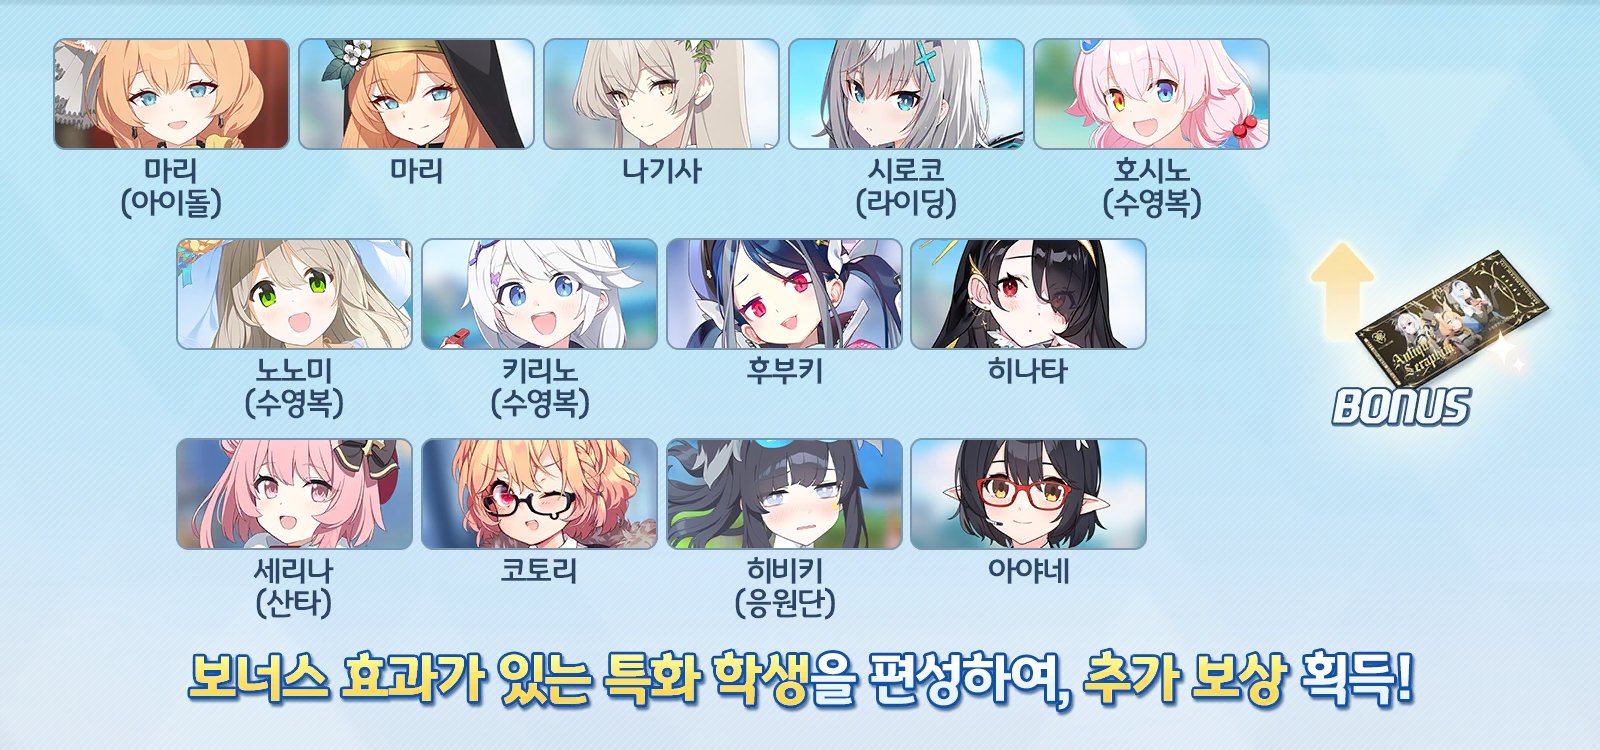 마리
(아이돌)
마리
나기사
시로코
(라이딩)
호시노
(수영복)
노노미
(수영복)
키리노
(수영복)
후부키
히나타
Antique
Seraphim
BONUS
세리나
(산타)
코토리
히비키
(응원단)
아야네
보너스 효과가 있는 특화 학생을 편성하여, 추가 보상 획득!